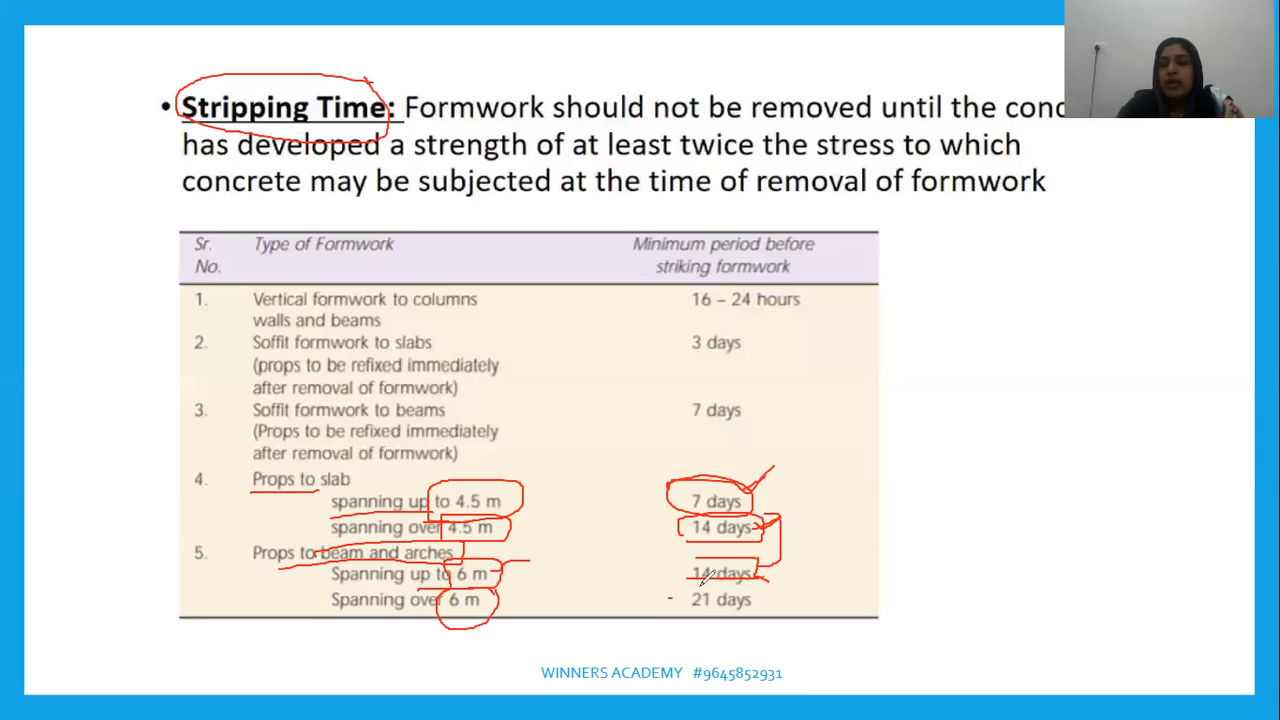 • Stripping Time: Formwork should not be removed until the conc
has developed a strength of at least twice the stress to which
concrete may be subjected at the time of removal of formwork
Sr. Type of Formwork Minimum period before
No. striking formwork
1. Vertical formwork to columns 16 – 24 hours
walls and beams
2. Soffit formwork to slabs 3 days
(props to be refixed immediately
after removal of formwork)
3. Soffit formwork to beams 7 days
(Props to be refixed immediately
after removal of formwork)
4. Props to slab
spanning up to 4.5 m 7 days
spanning over 4.5 m 14 days
5. Props to beam and arches
Spanning up to 6 m 14 days
Spanning over 6 m 21 days
WINNERS ACADEMY #9645852931